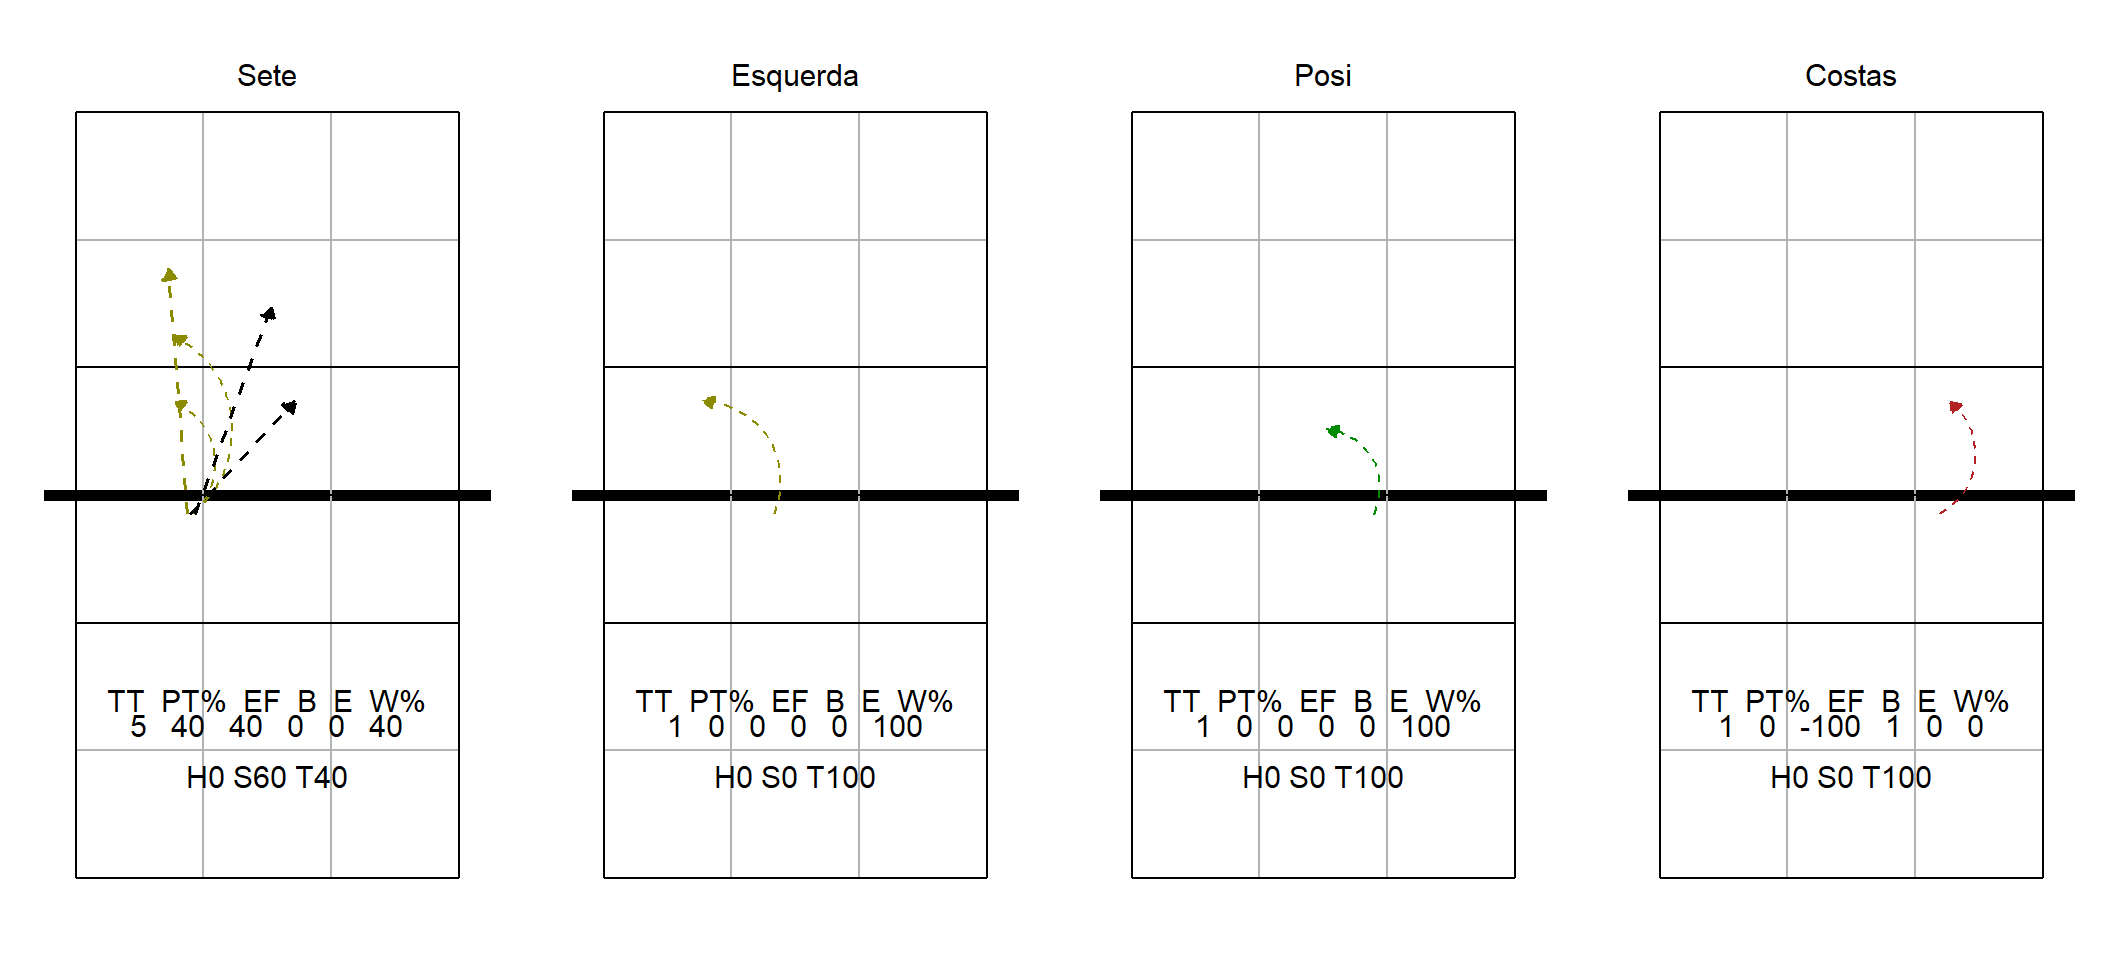 Sete
TT PT% EF B E W%
5 40 40 0 0 40
H0 S60 T40
Esquerda
TT PT% EF B E W%
1 0 0 0 0 100
H0 S0 T100
Posi
TT PT% EF B E W%
1 0 0 0 0 100
H0 S0 T100
Costas
TT PT% EF B E W%
1 0 -100 1 0 0
H0 S0 T100